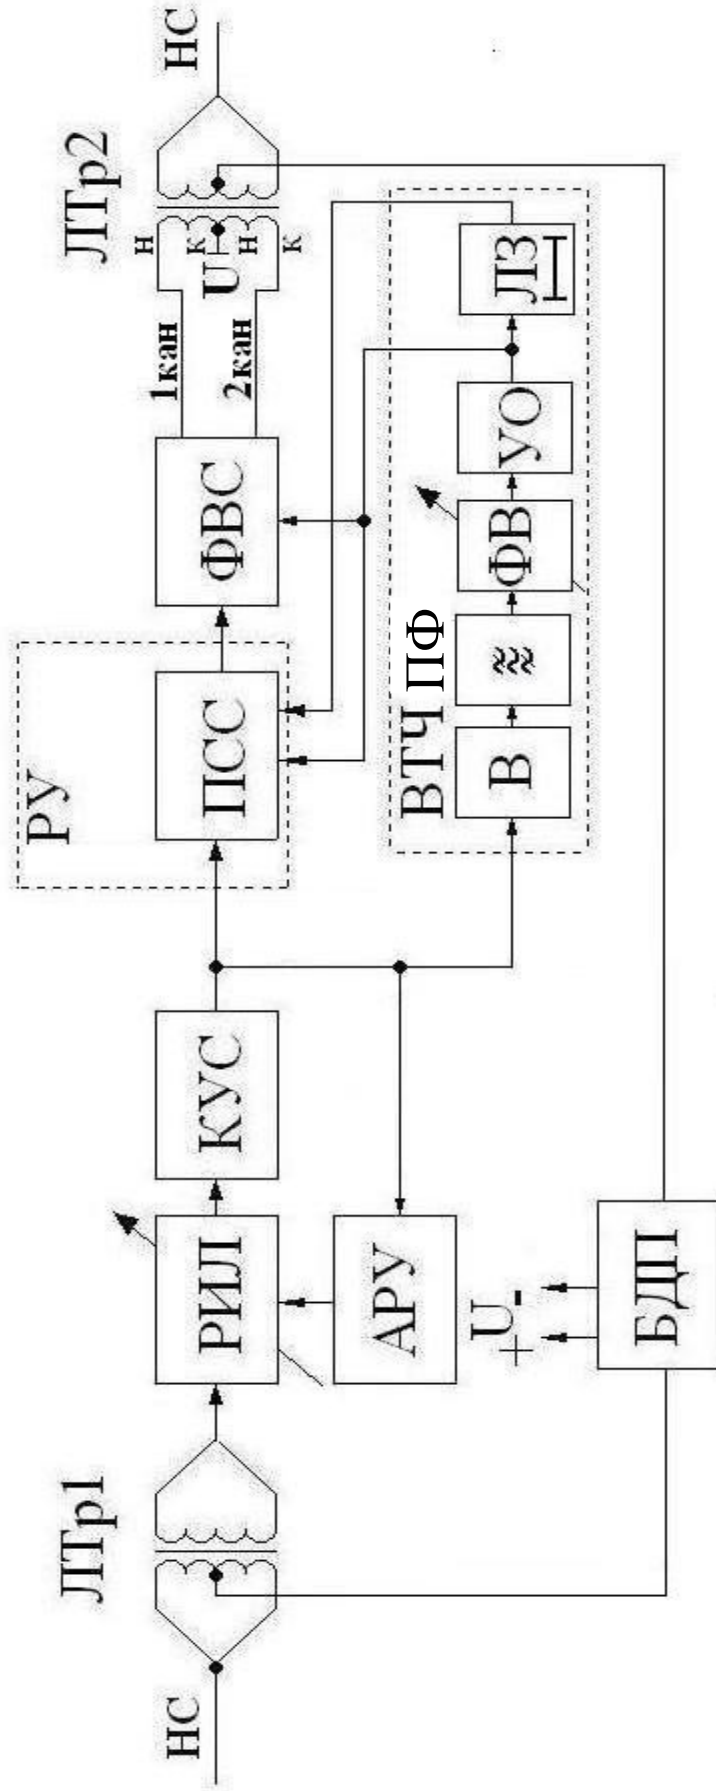 НС
ЛТр1
РИЛ
КУС
АРУ
+ U -
БДП
РУ
ПСС
ФВС
1кан
2кан
ЛТр2
н
к
U
н
к
НС
ВТЧ
ПФ
В
ФВ
УО
ЛЗ